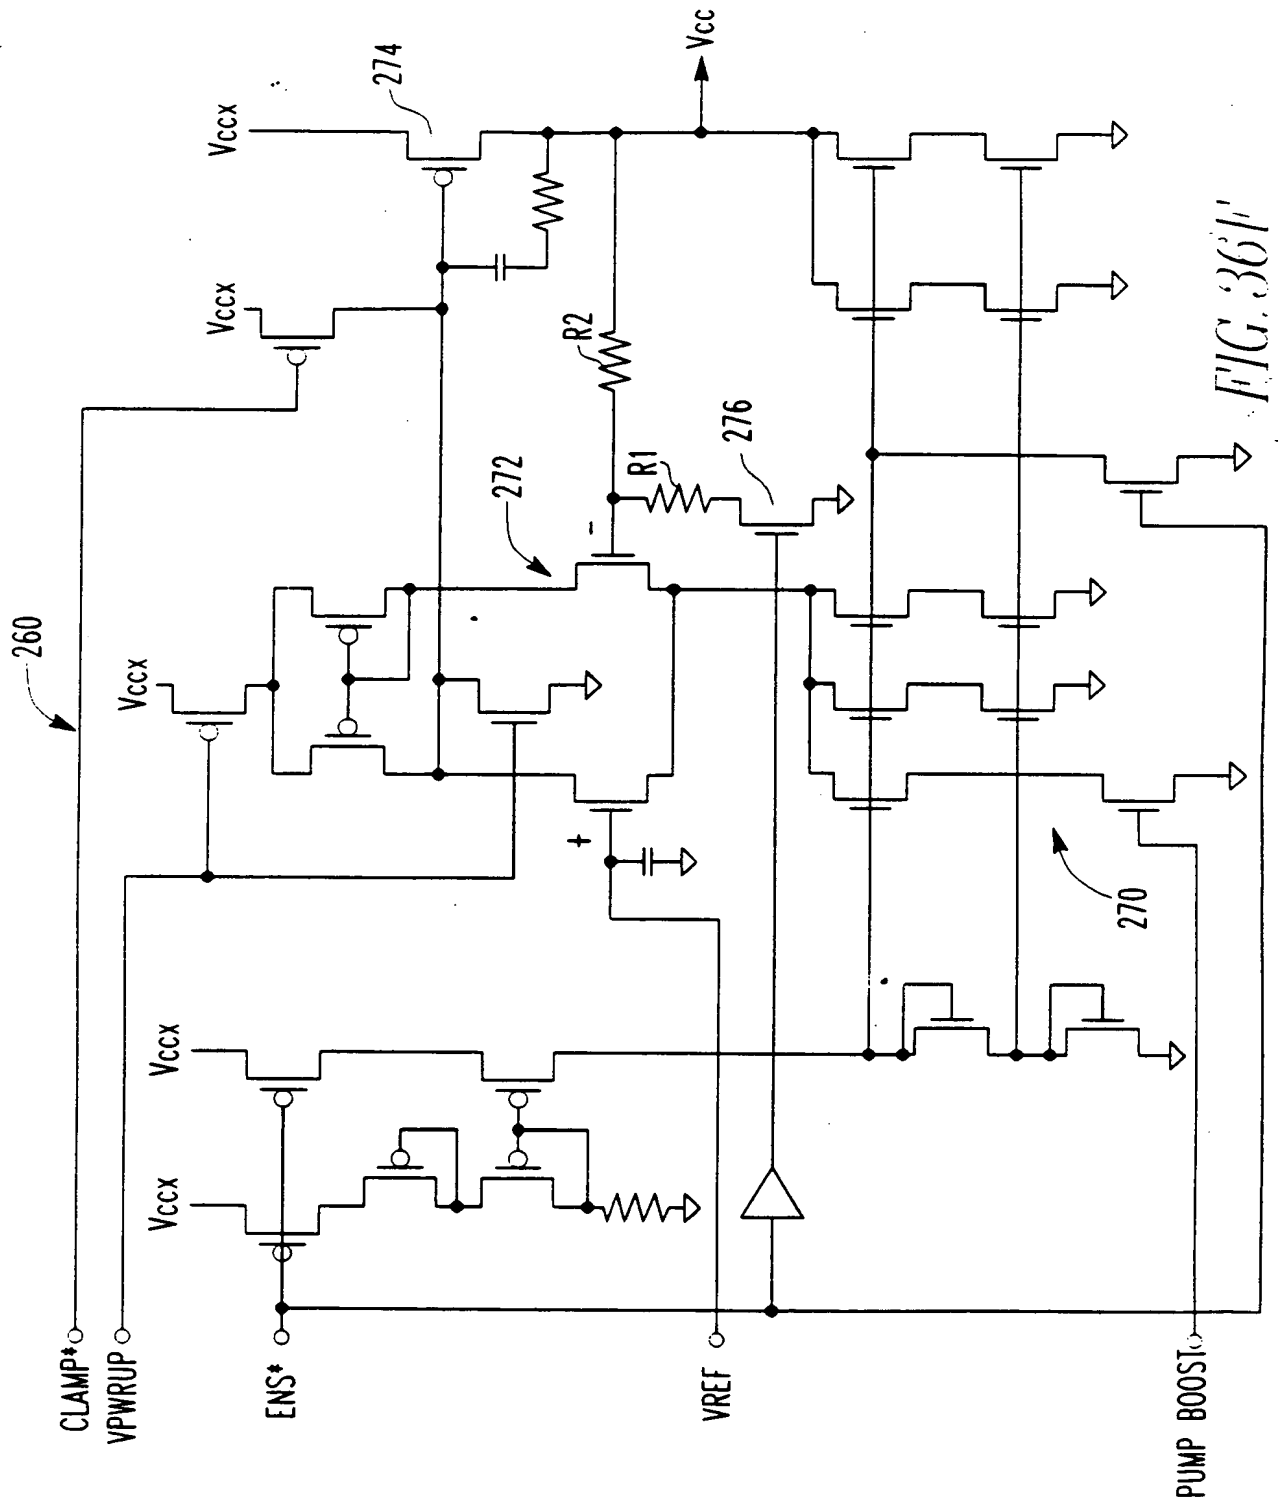 260
CLAMP*
VPWRUP
ENS*
VREF
PUMP BOOST
Vccx
Vccx
Vccx
Vccx
Vccx
274
272
R2
R1
276
270
Vcc
+
-
FIG. 36F